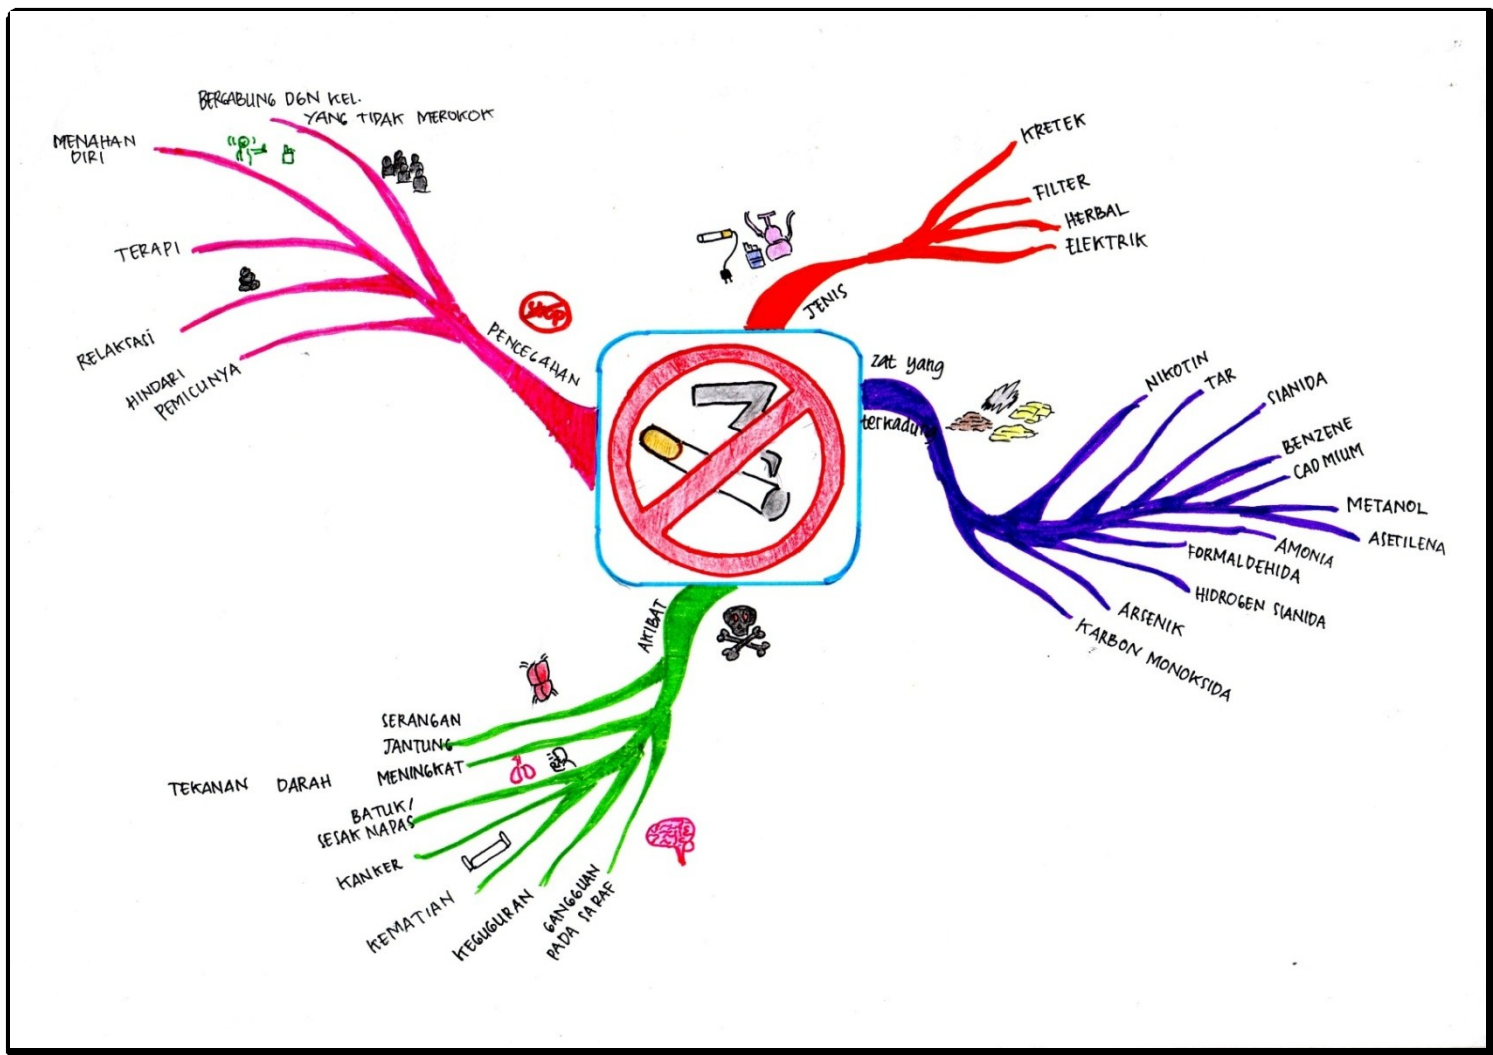 BERGABUNG DGN KEL.
YANG TIDAK MEROKOK
MENAHAN
DIRI
TERAPI
RELAKSASI
HINDARI
PEMICUNYA
PENCEGAHAN
STOP
JENIS
KRETEK
FILTER
HERBAL
ELEKTRIK
zat yang
terkadung
NIKOTIN
TAR
SIANIDA
BENZENE
CADMIUM
METANOL
ASETILENA
AMONIA
FORMALDEHIDA
HIDROGEN SIANIDA
ARSENIK
KARBON MONOKSIDA
AKIBAT
SERANGAN
JANTUNG
TEKANAN DARAH MENINGKAT
BATUK/
SESAK NAPAS
KANKER
KEMATIAN
KEGUGURAN
GANGGUAN
PADA SARAF